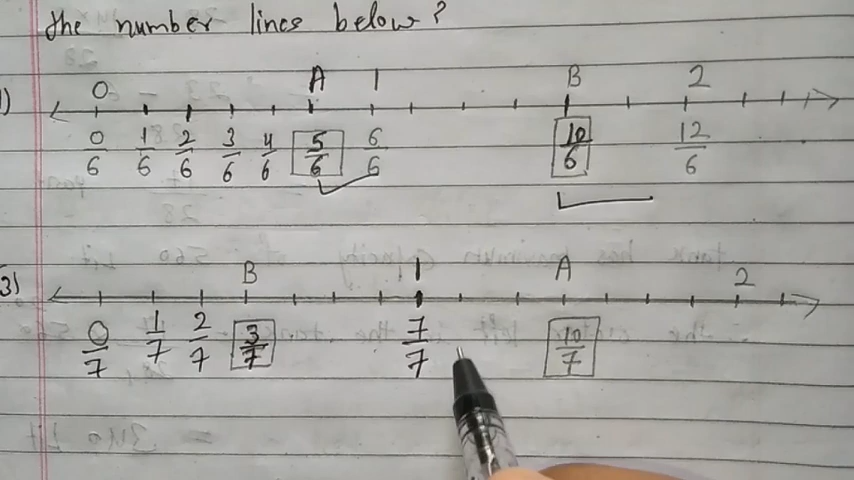 the number lines below?
1) 0 A 1 B 2
0/6 1/6 2/6 3/6 4/6 5/6 6/6 10/6 12/6
3) B 1 A 2
0/7 1/7 2/7 3/7 7/7 10/7